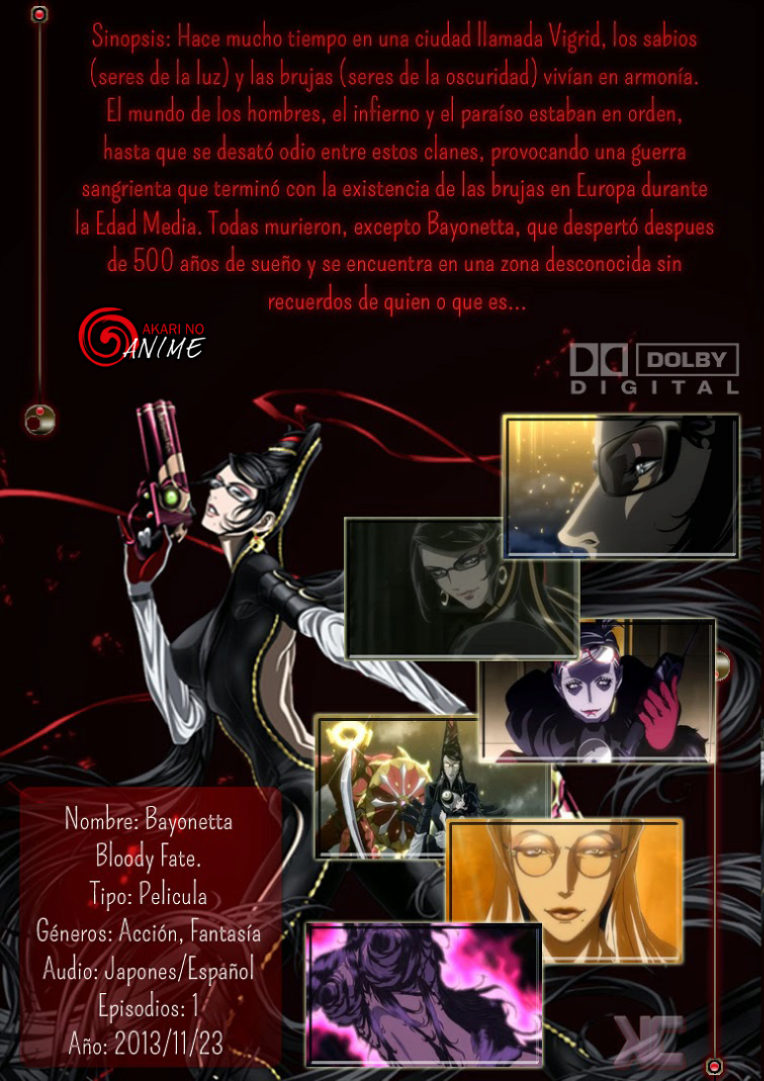 Sinopsis: Hace mucho tiempo en una ciudad llamada Vigrid, los sabios
(seres de la luz) y las brujas (seres de la oscuridad) vivían en armonía.
El mundo de los hombres, el infierno y el paraíso estaban en orden,
hasta que se desató odio entre estos clanes, provocando una guerra
sangrienta que terminó con la existencia de las brujas en Europa durante
la Edad Media. Todas murieron, excepto Bayonetta, que despertó despues
de 500 años de sueño y se encuentra en una zona desconocida sin
recuerdos de quien o que es...
AKARI NO
ANIME
DOLBY
DIGITAL
Nombre: Bayonetta
Bloody Fate.
Tipo: Pelicula
Géneros: Acción, Fantasía
Audio: Japones/Español
Episodios: 1
Año: 2013/11/23